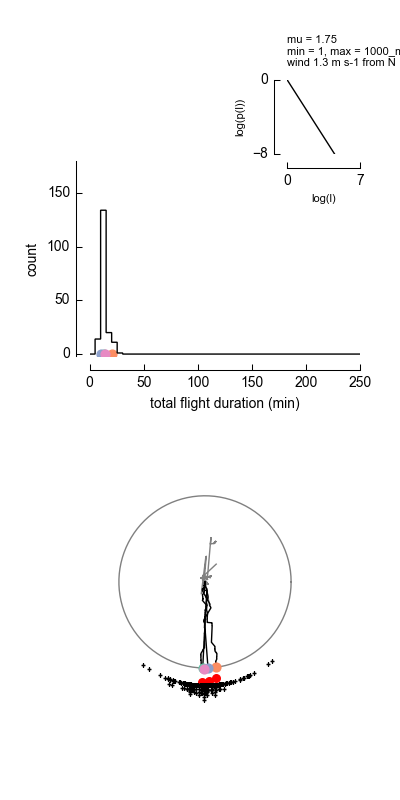 mu = 1.75
min = 1, max = 1000_m
wind 1.3 m s-1 from N
0
−8
log(p(l))
0 7
log(l)
150
100
50
0
count
0 50 100 150 200 250
total flight duration (min)